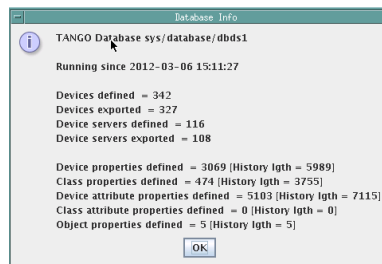 Database Info
TANGO Database sys/database/dbds1
Running since 2012-03-06 15:11:27
Devices defined = 342
Devices exported = 327
Device servers defined = 116
Device servers exported = 108
Device properties defined = 3069 [History lgth = 5989]
Class properties defined = 474 [History lgth = 3755]
Device attribute properties defined = 5103 [History lgth = 7115]
Class attribute properties defined = 0 [History lgth = 0]
Object properties defined = 5 [History lgth = 5]
OK